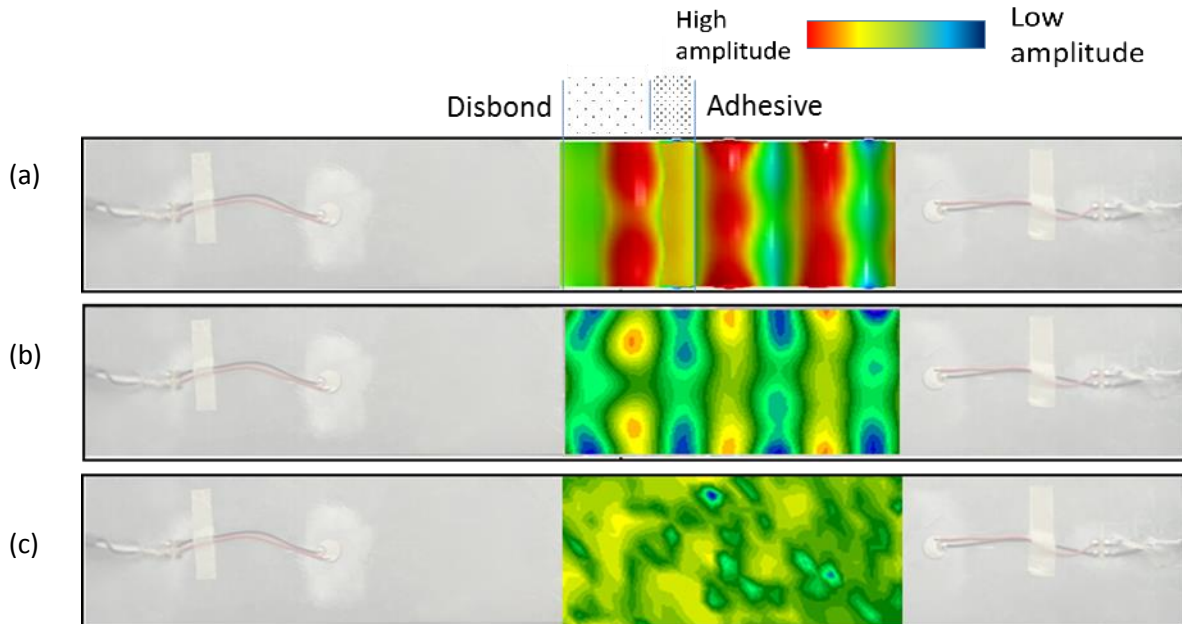 High
amplitude
Low
amplitude
Disbond
Adhesive
(a)
(b)
(c)